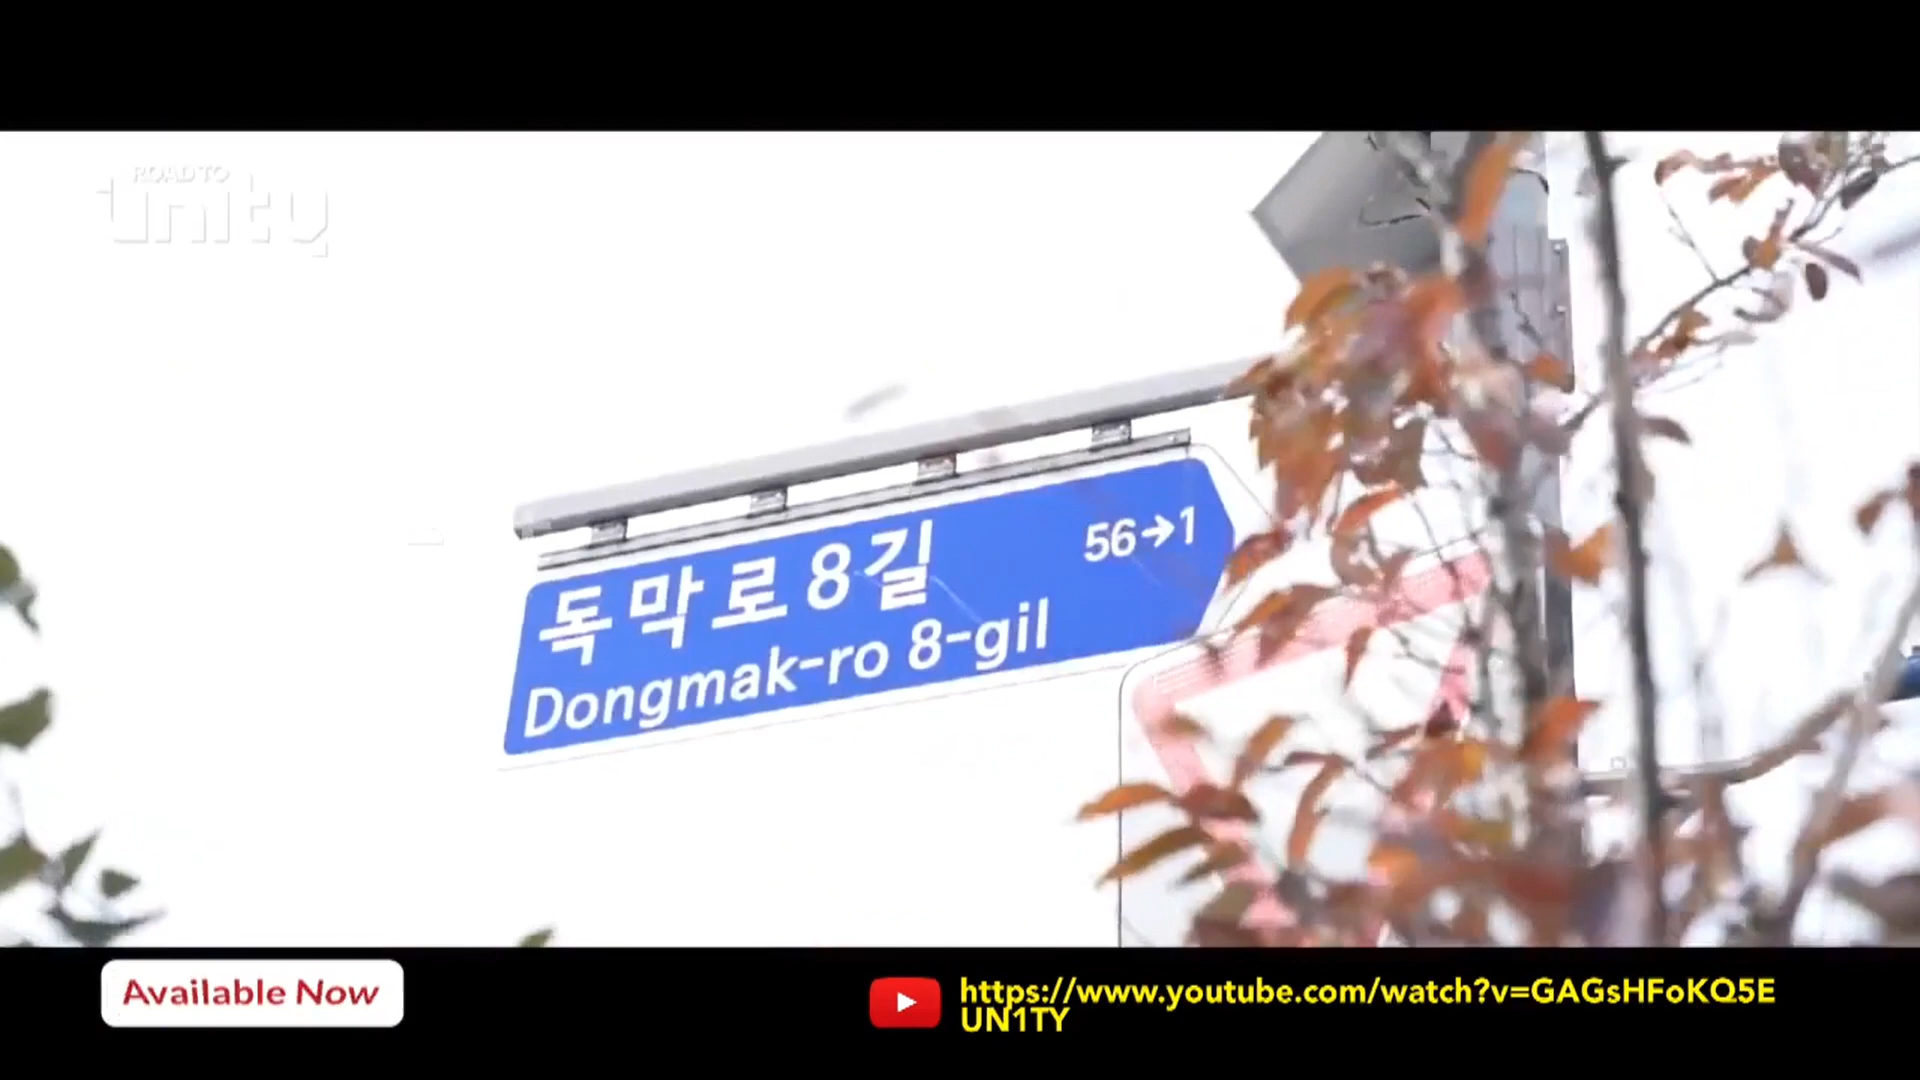 ROAD TO
unity
독막로8길
56→1
Dongmak-ro 8-gil
Available Now
https://www.youtube.com/watch?v=GAGsHFoKQ5E
UN1TY